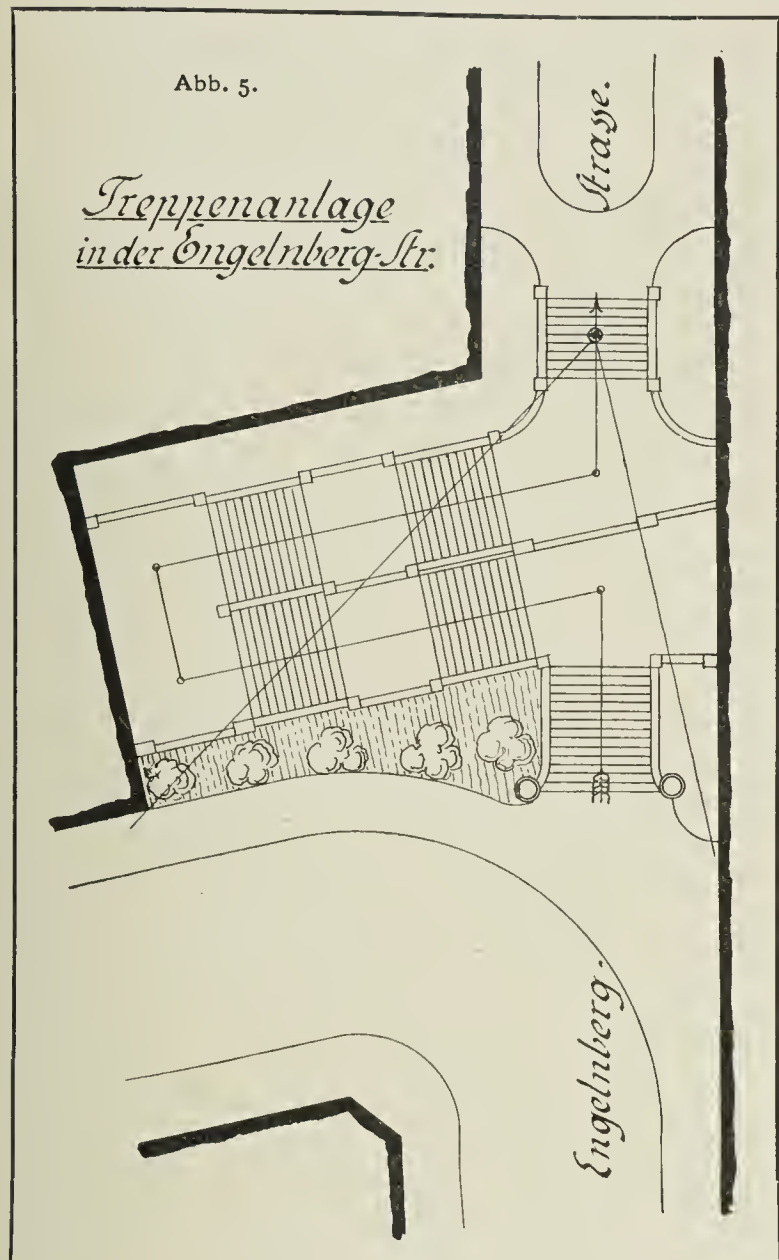 Abb. 5.
Treppenanlage
in der Engelnberg-Str.
Strasse.
Engelnberg-